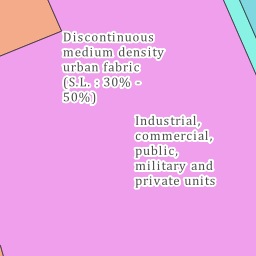 Discontinuous
medium density
urban fabric
(S.L. : 30% -
50%)
Industrial,
commercial,
public,
military and
private units